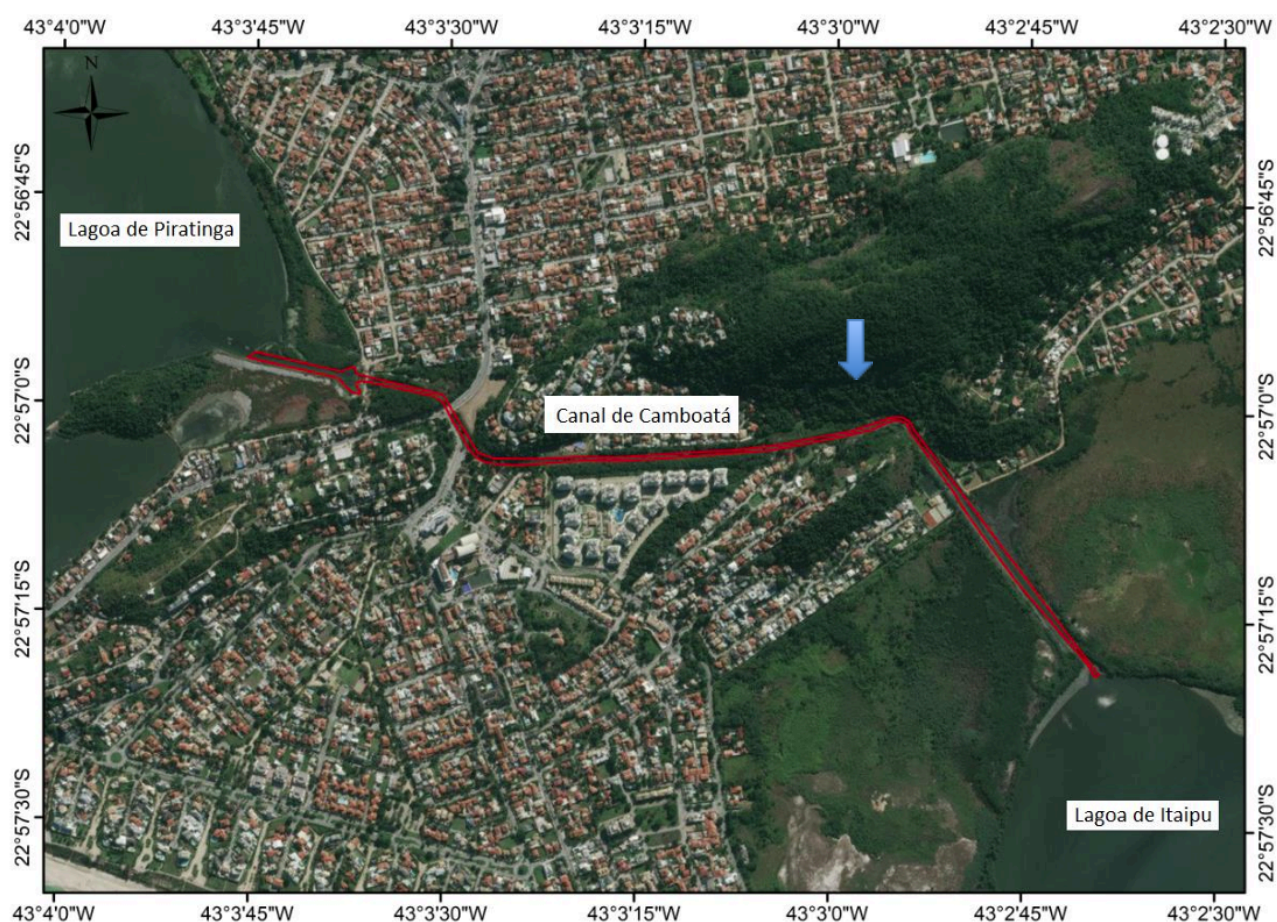 43°4'0"W 43°3'45"W 43°3'30"W 43°3'15"W 43°3'0"W 43°2'45"W 43°2'30"W
N
22°56'45"S 22°56'45"S
Lagoa de Piratinga
22°57'0"S 22°57'0"S
Canal de Camboatá
22°57'15"S 22°57'15"S
Lagoa de Itaipu
22°57'30"S 22°57'30"S
43°4'0"W 43°3'45"W 43°3'30"W 43°3'15"W 43°3'0"W 43°2'45"W 43°2'30"W